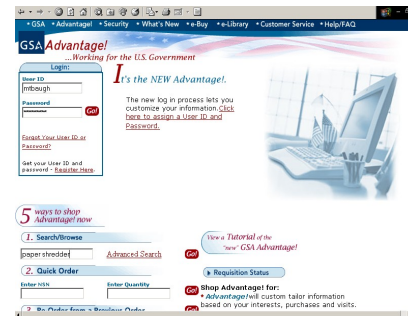 • GSA • Advantage! • Security • What's New • e-Buy • e-Library • Customer Service • Help/FAQ
GSA Advantage!
...Working for the U.S. Government
Login:
User ID
mtbaugh
Password
Go!
Forgot Your User ID or
Password?
Get your User ID and
password - Register Here.
It's the NEW Advantage!.
The new log in process lets you
customize your information.Click
here to assign a User ID and
Password.
5 ways to shop
Advantage! now
1. Search/Browse
paper shredder
Advanced Search
Go!
2. Quick Order
Enter NSN
Enter Quantity
Go!
3. Re-Order from a Previous Order
View a Tutorial of the
"new" GSA Advantage!
Requisition Status
Shop Advantage! for:
• Advantage! will custom tailor information
based on your interests, purchases and visits.